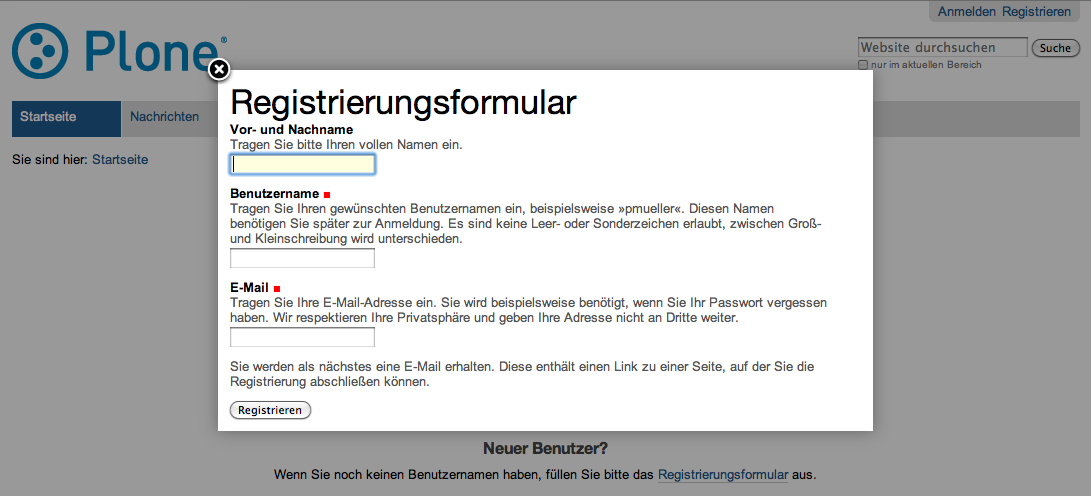 Anmelden Registrieren
Plone®
Website durchsuchen Suche
nur im aktuellen Bereich
Startseite Nachrichten
Sie sind hier: Startseite
Registrierungsformular
Vor- und Nachname
Tragen Sie bitte Ihren vollen Namen ein.
Benutzername
Tragen Sie Ihren gewünschten Benutzernamen ein, beispielsweise »pmueller«. Diesen Namen
benötigen Sie später zur Anmeldung. Es sind keine Leer- oder Sonderzeichen erlaubt, zwischen Groß-
und Kleinschreibung wird unterschieden.
E-Mail
Tragen Sie Ihre E-Mail-Adresse ein. Sie wird beispielsweise benötigt, wenn Sie Ihr Passwort vergessen
haben. Wir respektieren Ihre Privatsphäre und geben Ihre Adresse nicht an Dritte weiter.
Sie werden als nächstes eine E-Mail erhalten. Diese enthält einen Link zu einer Seite, auf der Sie die
Registrierung abschließen können.
Registrieren
Neuer Benutzer?
Wenn Sie noch keinen Benutzernamen haben, füllen Sie bitte das Registrierungsformular aus.